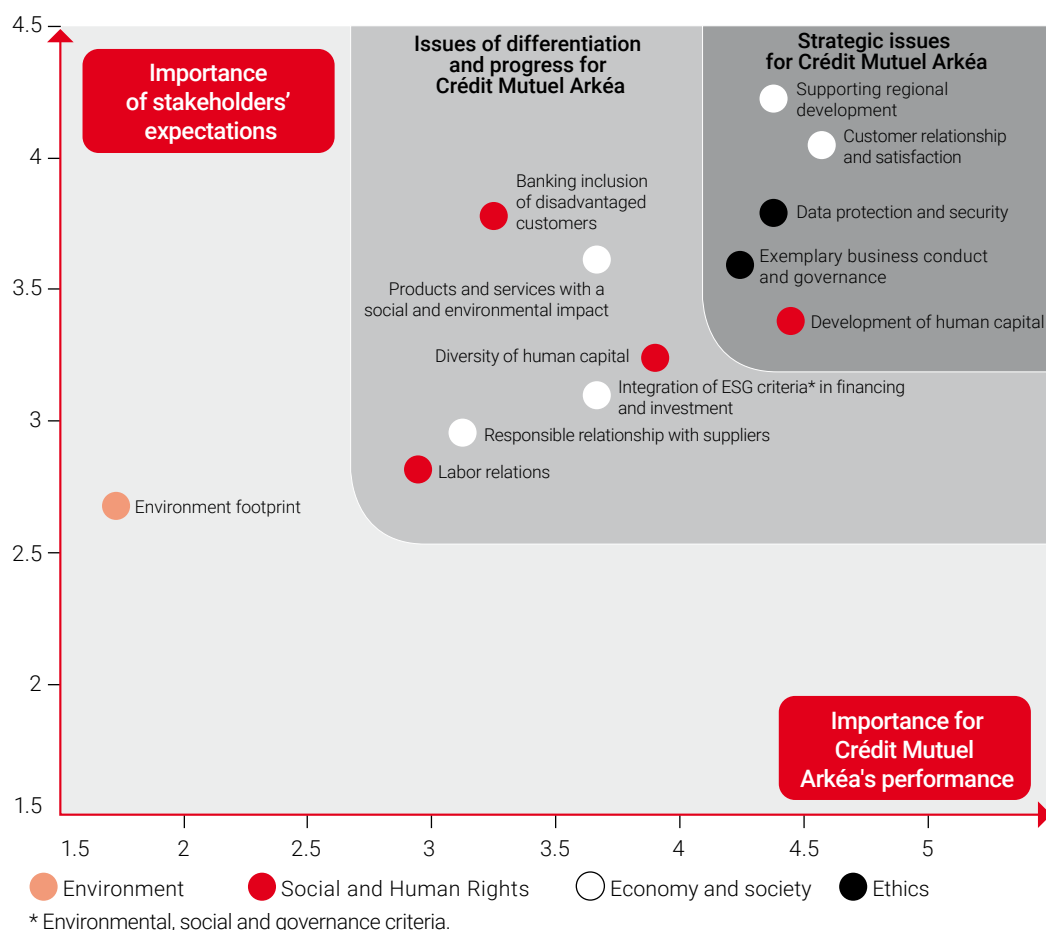 4.5
4
3.5
3
2.5
2
1.5
Importance
of stakeholders'
expectations
Issues of differentiation
and progress for
Crédit Mutuel Arkéa
Strategic issues
for Crédit Mutuel Arkéa
Supporting regional
development
Customer relationship
and satisfaction
Data protection and security
Exemplary business conduct
and governance
Development of human capital
Banking inclusion
of disadvantaged
customers
Products and services with a
social and environmental impact
Diversity of human capital
Integration of ESG criteria* in financing
and investment
Responsible relationship with suppliers
Labor relations
Environment footprint
Importance for
Crédit Mutuel
Arkéa's performance
1.5
2
2.5
3
3.5
4
4.5
5
Environment
Social and Human Rights
Economy and society
Ethics
* Environmental, social and governance criteria.